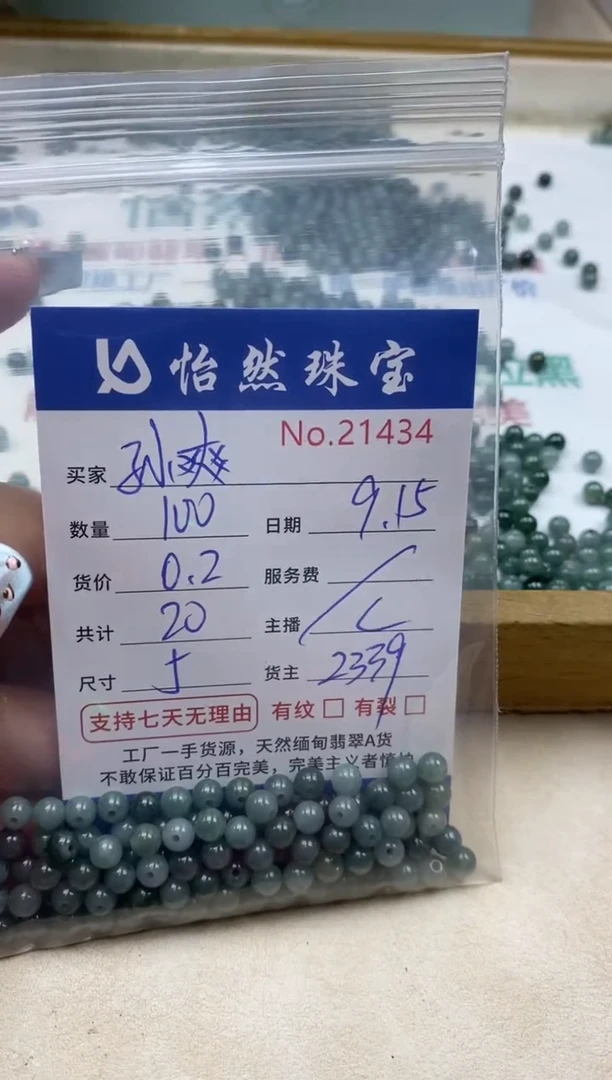 怡然珠宝
No.21434
买家 孙爽
数量 100 日期 9.15
货价 0.2 服务费 /
共计 20 主播 L
尺寸 5 货主 2339
支持七天无理由 有纹 □ 有裂 □
工厂一手货源，天然缅甸翡翠A货
不敢保证百分百完美，完美主义者慎拍